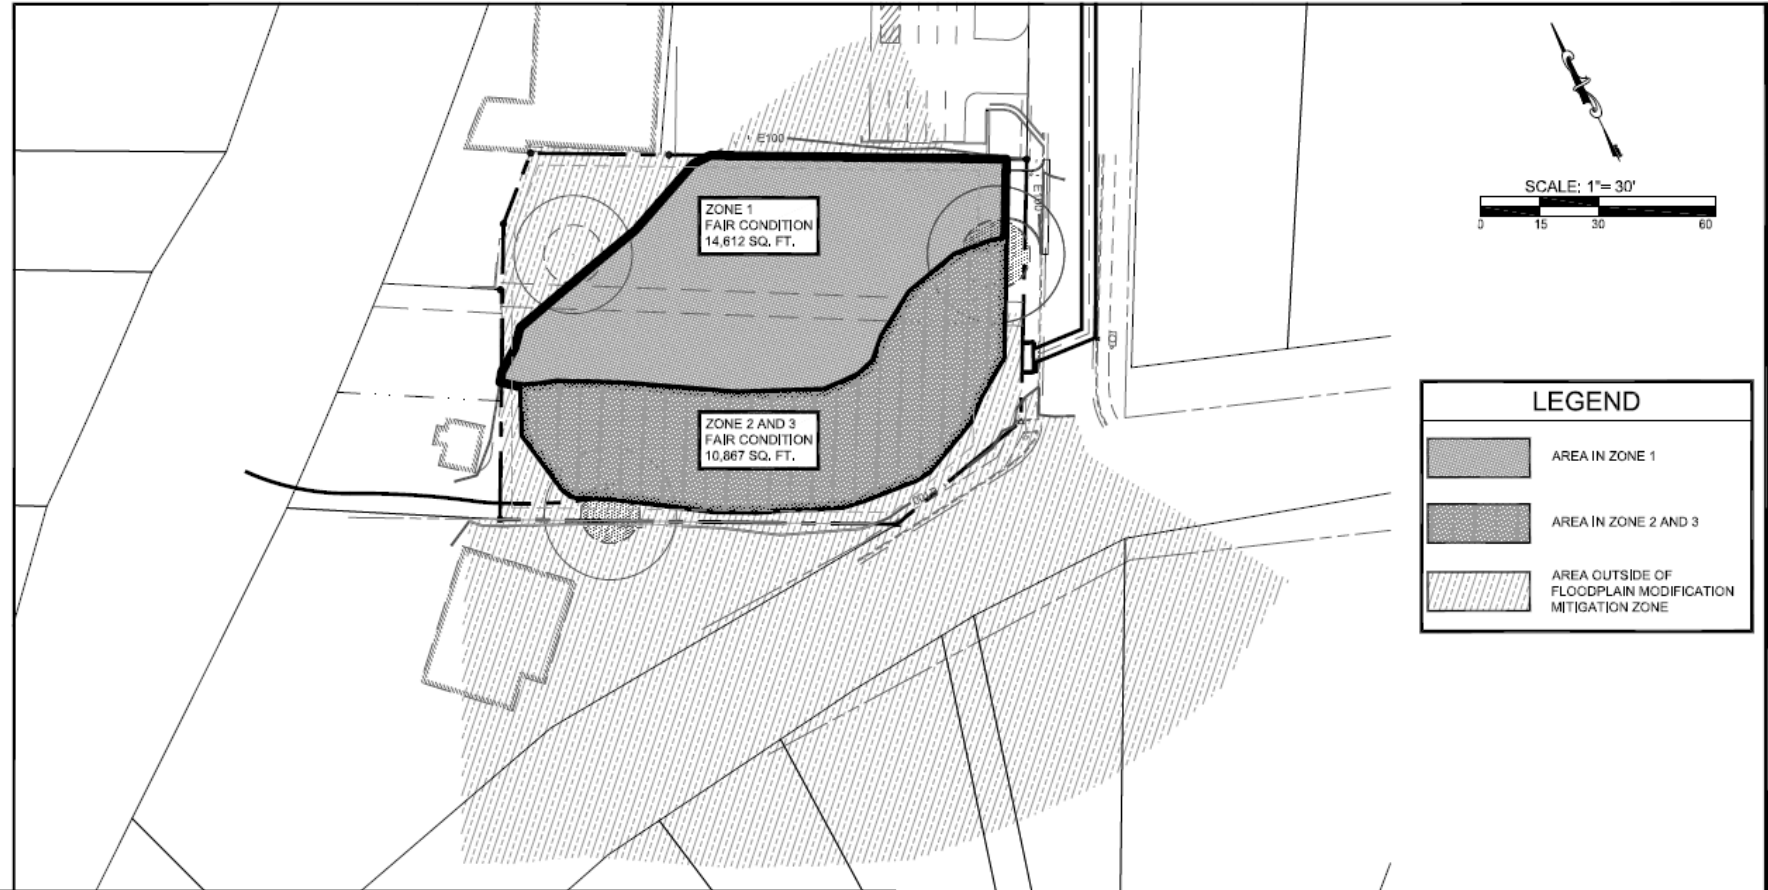 E100
SCALE: 1"= 30'
0 15 30 60
E100
ZONE 1
FAIR CONDITION
14,612 SQ. FT.
LEGEND
AREA IN ZONE 1
ZONE 2 AND 3
FAIR CONDITION
10,867 SQ. FT.
AREA IN ZONE 2 AND 3
AREA OUTSIDE OF
FLOODPLAIN MODIFICATION
MITIGATION ZONE